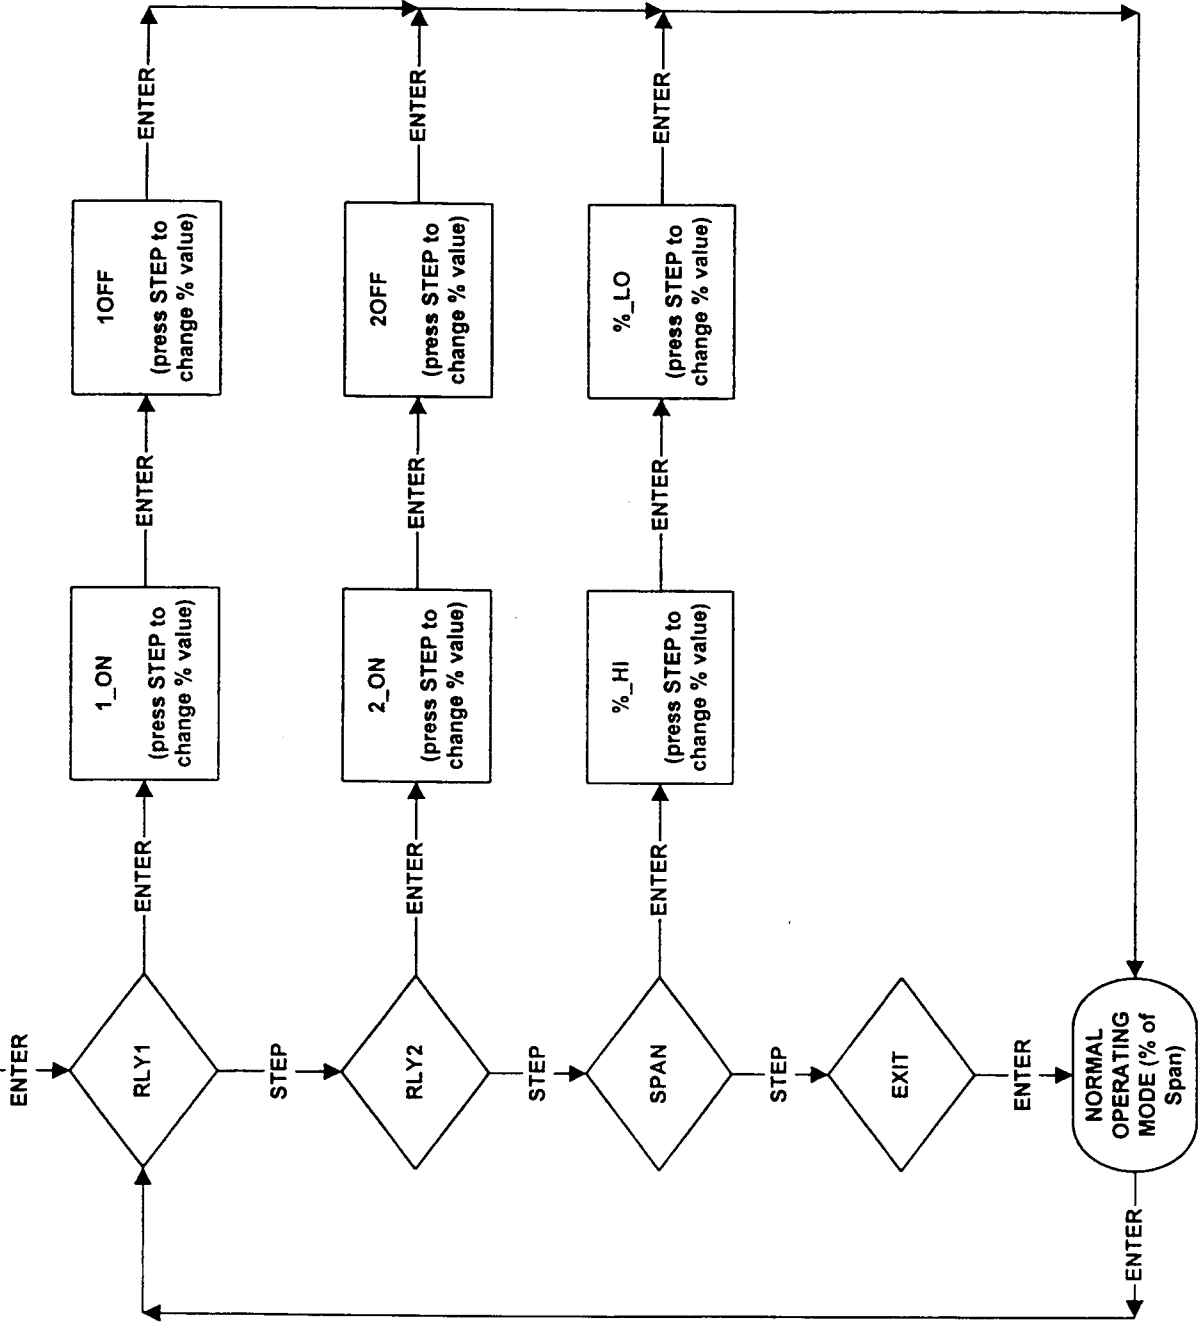 ENTER
RLY1
ENTER
1_ON
(press STEP to
change % value)
ENTER
1OFF
(press STEP to
change % value)
ENTER
STEP
RLY2
ENTER
2_ON
(press STEP to
change % value)
ENTER
2OFF
(press STEP to
change % value)
ENTER
STEP
SPAN
ENTER
%_HI
(press STEP to
change % value)
ENTER
%_LO
(press STEP to
change % value)
ENTER
STEP
EXIT
ENTER
NORMAL
OPERATING
MODE (% of
Span)
ENTER